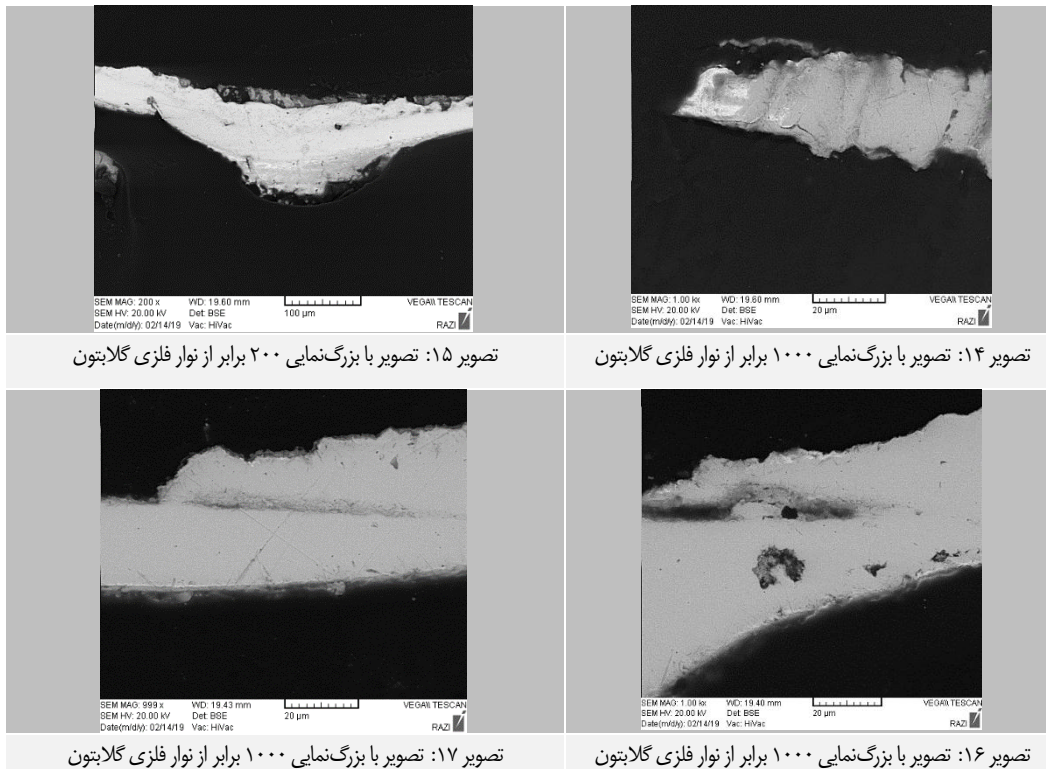 SEM MAG: 1.00 kx WD: 19.60 mm VEGA\\ TESCAN
SEM HV: 20.00 kV Det: BSE 20 µm
Date(m/d/y): 02/14/19 Vac: HiVac RAZI
تصویر ۱۴: تصویر با بزرگ‌نمایی ۱۰۰۰ برابر از نوار فلزی گلابتون
SEM MAG: 200 x WD: 19.60 mm VEGA\\ TESCAN
SEM HV: 20.00 kV Det: BSE 100 µm
Date(m/d/y): 02/14/19 Vac: HiVac RAZI
تصویر ۱۵: تصویر با بزرگ‌نمایی ۲۰۰ برابر از نوار فلزی گلابتون
SEM MAG: 1.00 kx WD: 19.40 mm VEGA\\ TESCAN
SEM HV: 20.00 kV Det: BSE 20 µm
Date(m/d/y): 02/14/19 Vac: HiVac RAZI
تصویر ۱۶: تصویر با بزرگ‌نمایی ۱۰۰۰ برابر از نوار فلزی گلابتون
SEM MAG: 999 x WD: 19.43 mm VEGA\\ TESCAN
SEM HV: 20.00 kV Det: BSE 20 µm
Date(m/d/y): 02/14/19 Vac: HiVac RAZI
تصویر ۱۷: تصویر با بزرگ‌نمایی ۱۰۰۰ برابر از نوار فلزی گلابتون